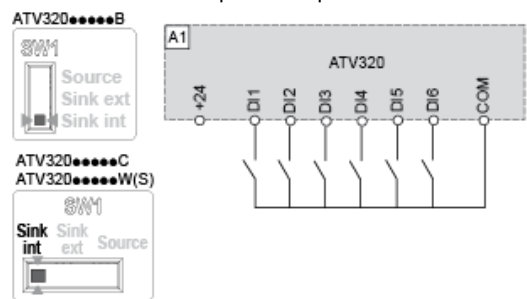 ATV320●●●●●B
SW1
Source
Sink ext
Sink int
A1
ATV320
+24 DI1 DI2 DI3 DI4 DI5 DI6 COM
ATV320●●●●●C
ATV320●●●●●W(S)
SW1
Sink int Sink ext Source